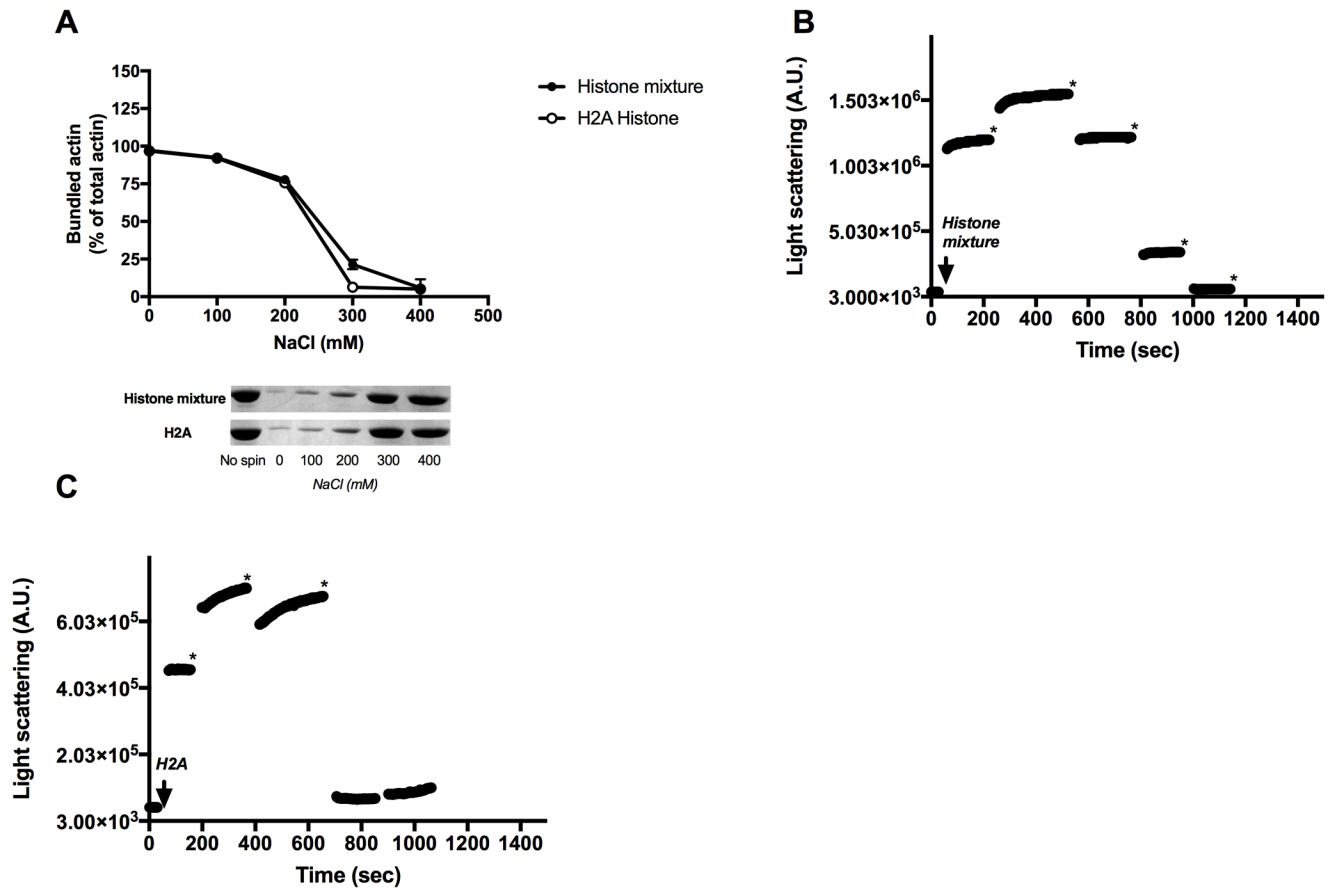 A
150
125
100
75
50
25
0
Bundled actin
(% of total actin)
0 100 200 300 400 500
NaCl (mM)
Histone mixture
H2A Histone
Histone mixture
H2A
No spin 0 100 200 300 400
NaCl (mM)
B
Light scattering (A.U.)
1.503×10⁶
1.003×10⁶
5.030×10⁵
3.000×10³
Histone
mixture
* * * * *
0 200 400 600 800 1000 1200 1400
Time (sec)
C
Light scattering (A.U.)
6.03×10⁵
4.03×10⁵
2.03×10⁵
3.00×10³
H2A
* * *
0 200 400 600 800 1000 1200 1400
Time (sec)